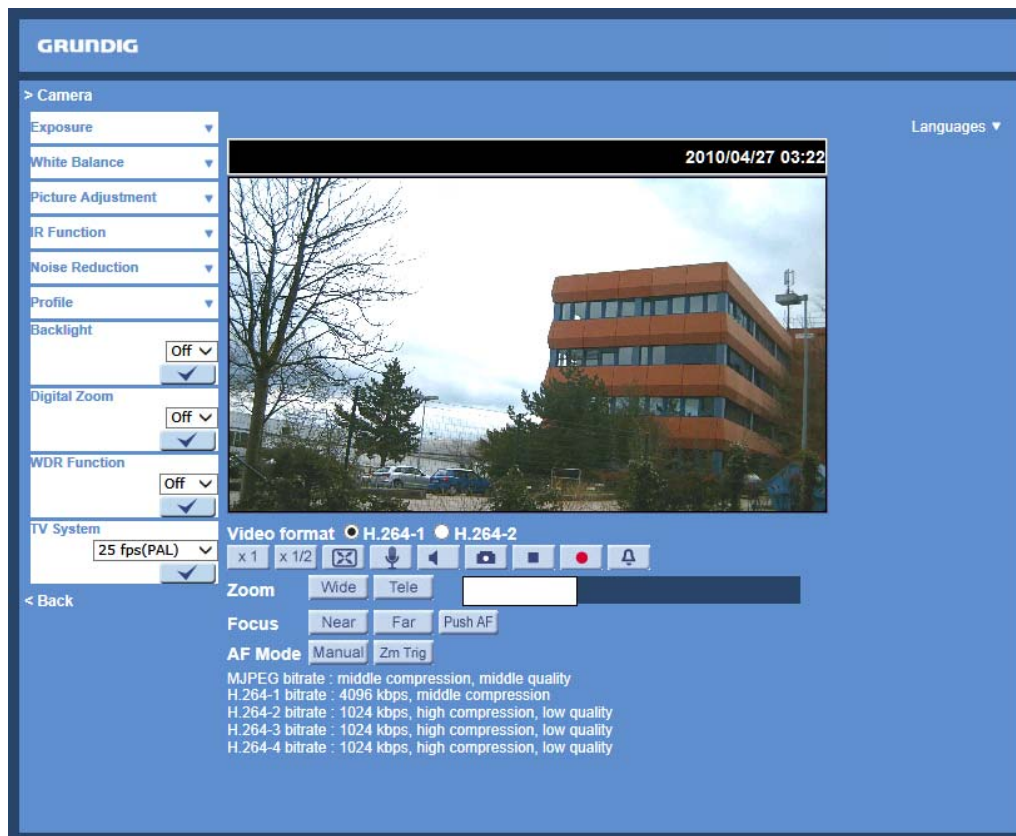 GRUNDIG
> Camera
Languages ▼
Exposure
White Balance
Picture Adjustment
IR Function
Noise Reduction
Profile
Backlight
Off
Digital Zoom
Off
WDR Function
Off
TV System
25 fps(PAL)
< Back
2010/04/27 03:22
Video format H.264-1 H.264-2
x 1 x 1/2
Zoom Wide Tele
Focus Near Far Push AF
AF Mode Manual Zm Trig
MJPEG bitrate : middle compression, middle quality
H.264-1 bitrate : 4096 kbps, middle compression
H.264-2 bitrate : 1024 kbps, high compression, low quality
H.264-3 bitrate : 1024 kbps, high compression, low quality
H.264-4 bitrate : 1024 kbps, high compression, low quality